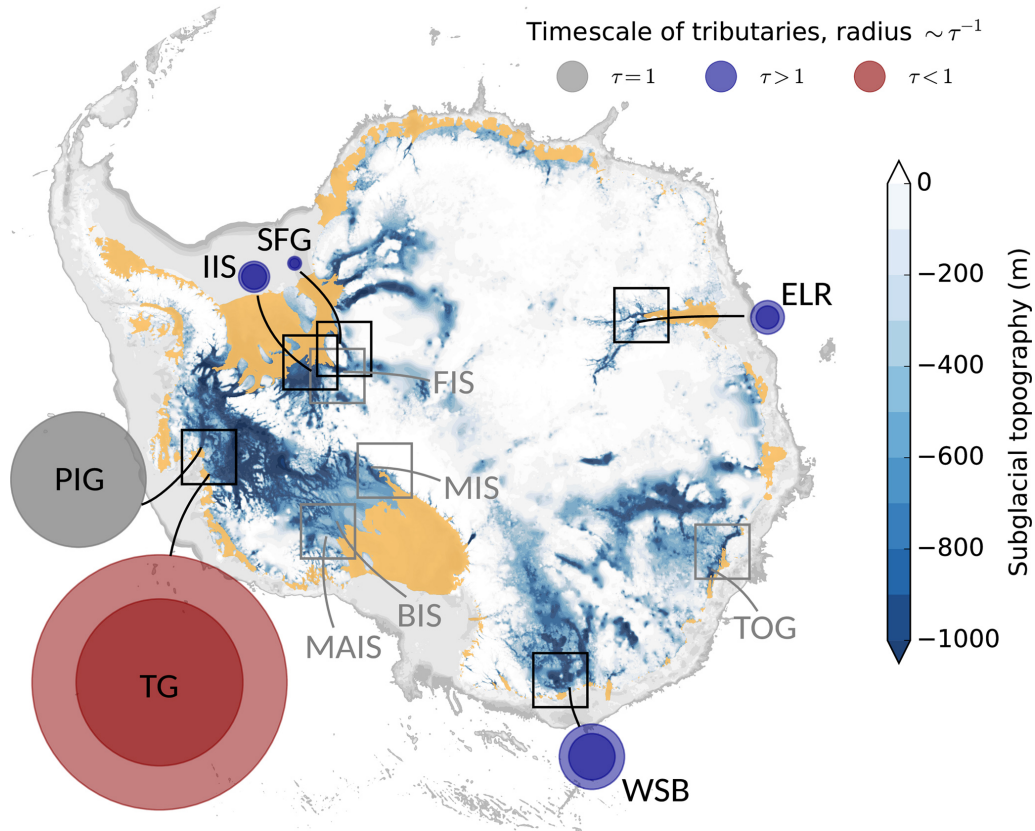 Timescale of tributaries, radius ∼τ⁻¹
τ=1
τ>1
τ<1
SFG
IIS
ELR
FIS
PIG
MIS
BIS
MAIS
TOG
TG
WSB
0
−200
−400
−600
−800
−1000
Subglacial topography (m)